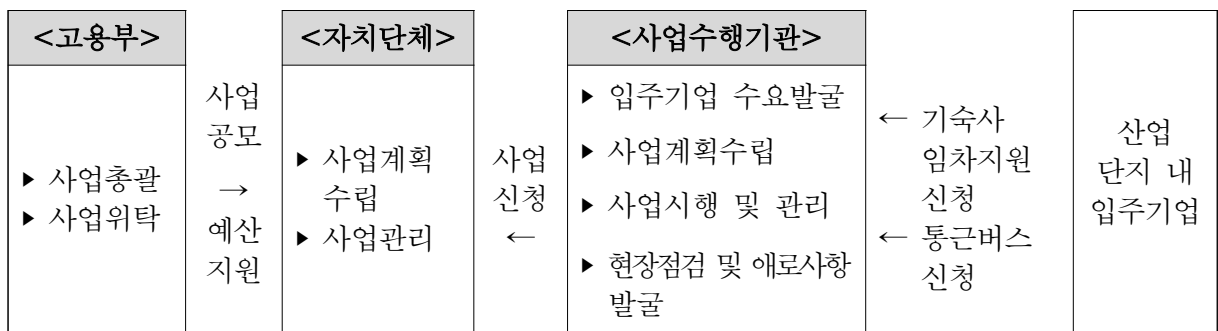 <고용부>
▶ 사업총괄
▶ 사업위탁
사업
공모
→
예산
지원
<자치단체>
▶ 사업계획
수립
▶ 사업관리
사업
신청
←
<사업수행기관>
▶ 입주기업 수요발굴
▶ 사업계획수립
▶ 사업시행 및 관리
▶ 현장점검 및 애로사항
발굴
← 기숙사
임차지원
신청
← 통근버스
신청
산업
단지 내
입주기업